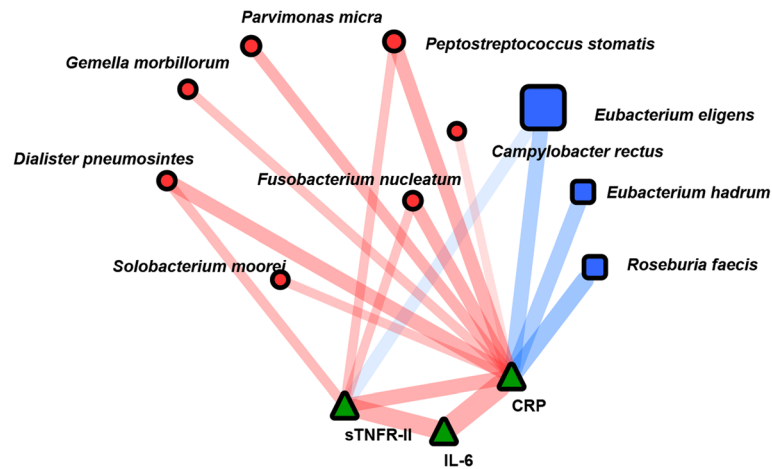 Parvimonas micra
Peptostreptococcus stomatis
Gemella morbillorum
Eubacterium eligens
Campylobacter rectus
Dialister pneumosintes
Fusobacterium nucleatum
Eubacterium hadrum
Solobacterium moorei
Roseburia faecis
CRP
sTNFR-II
IL-6